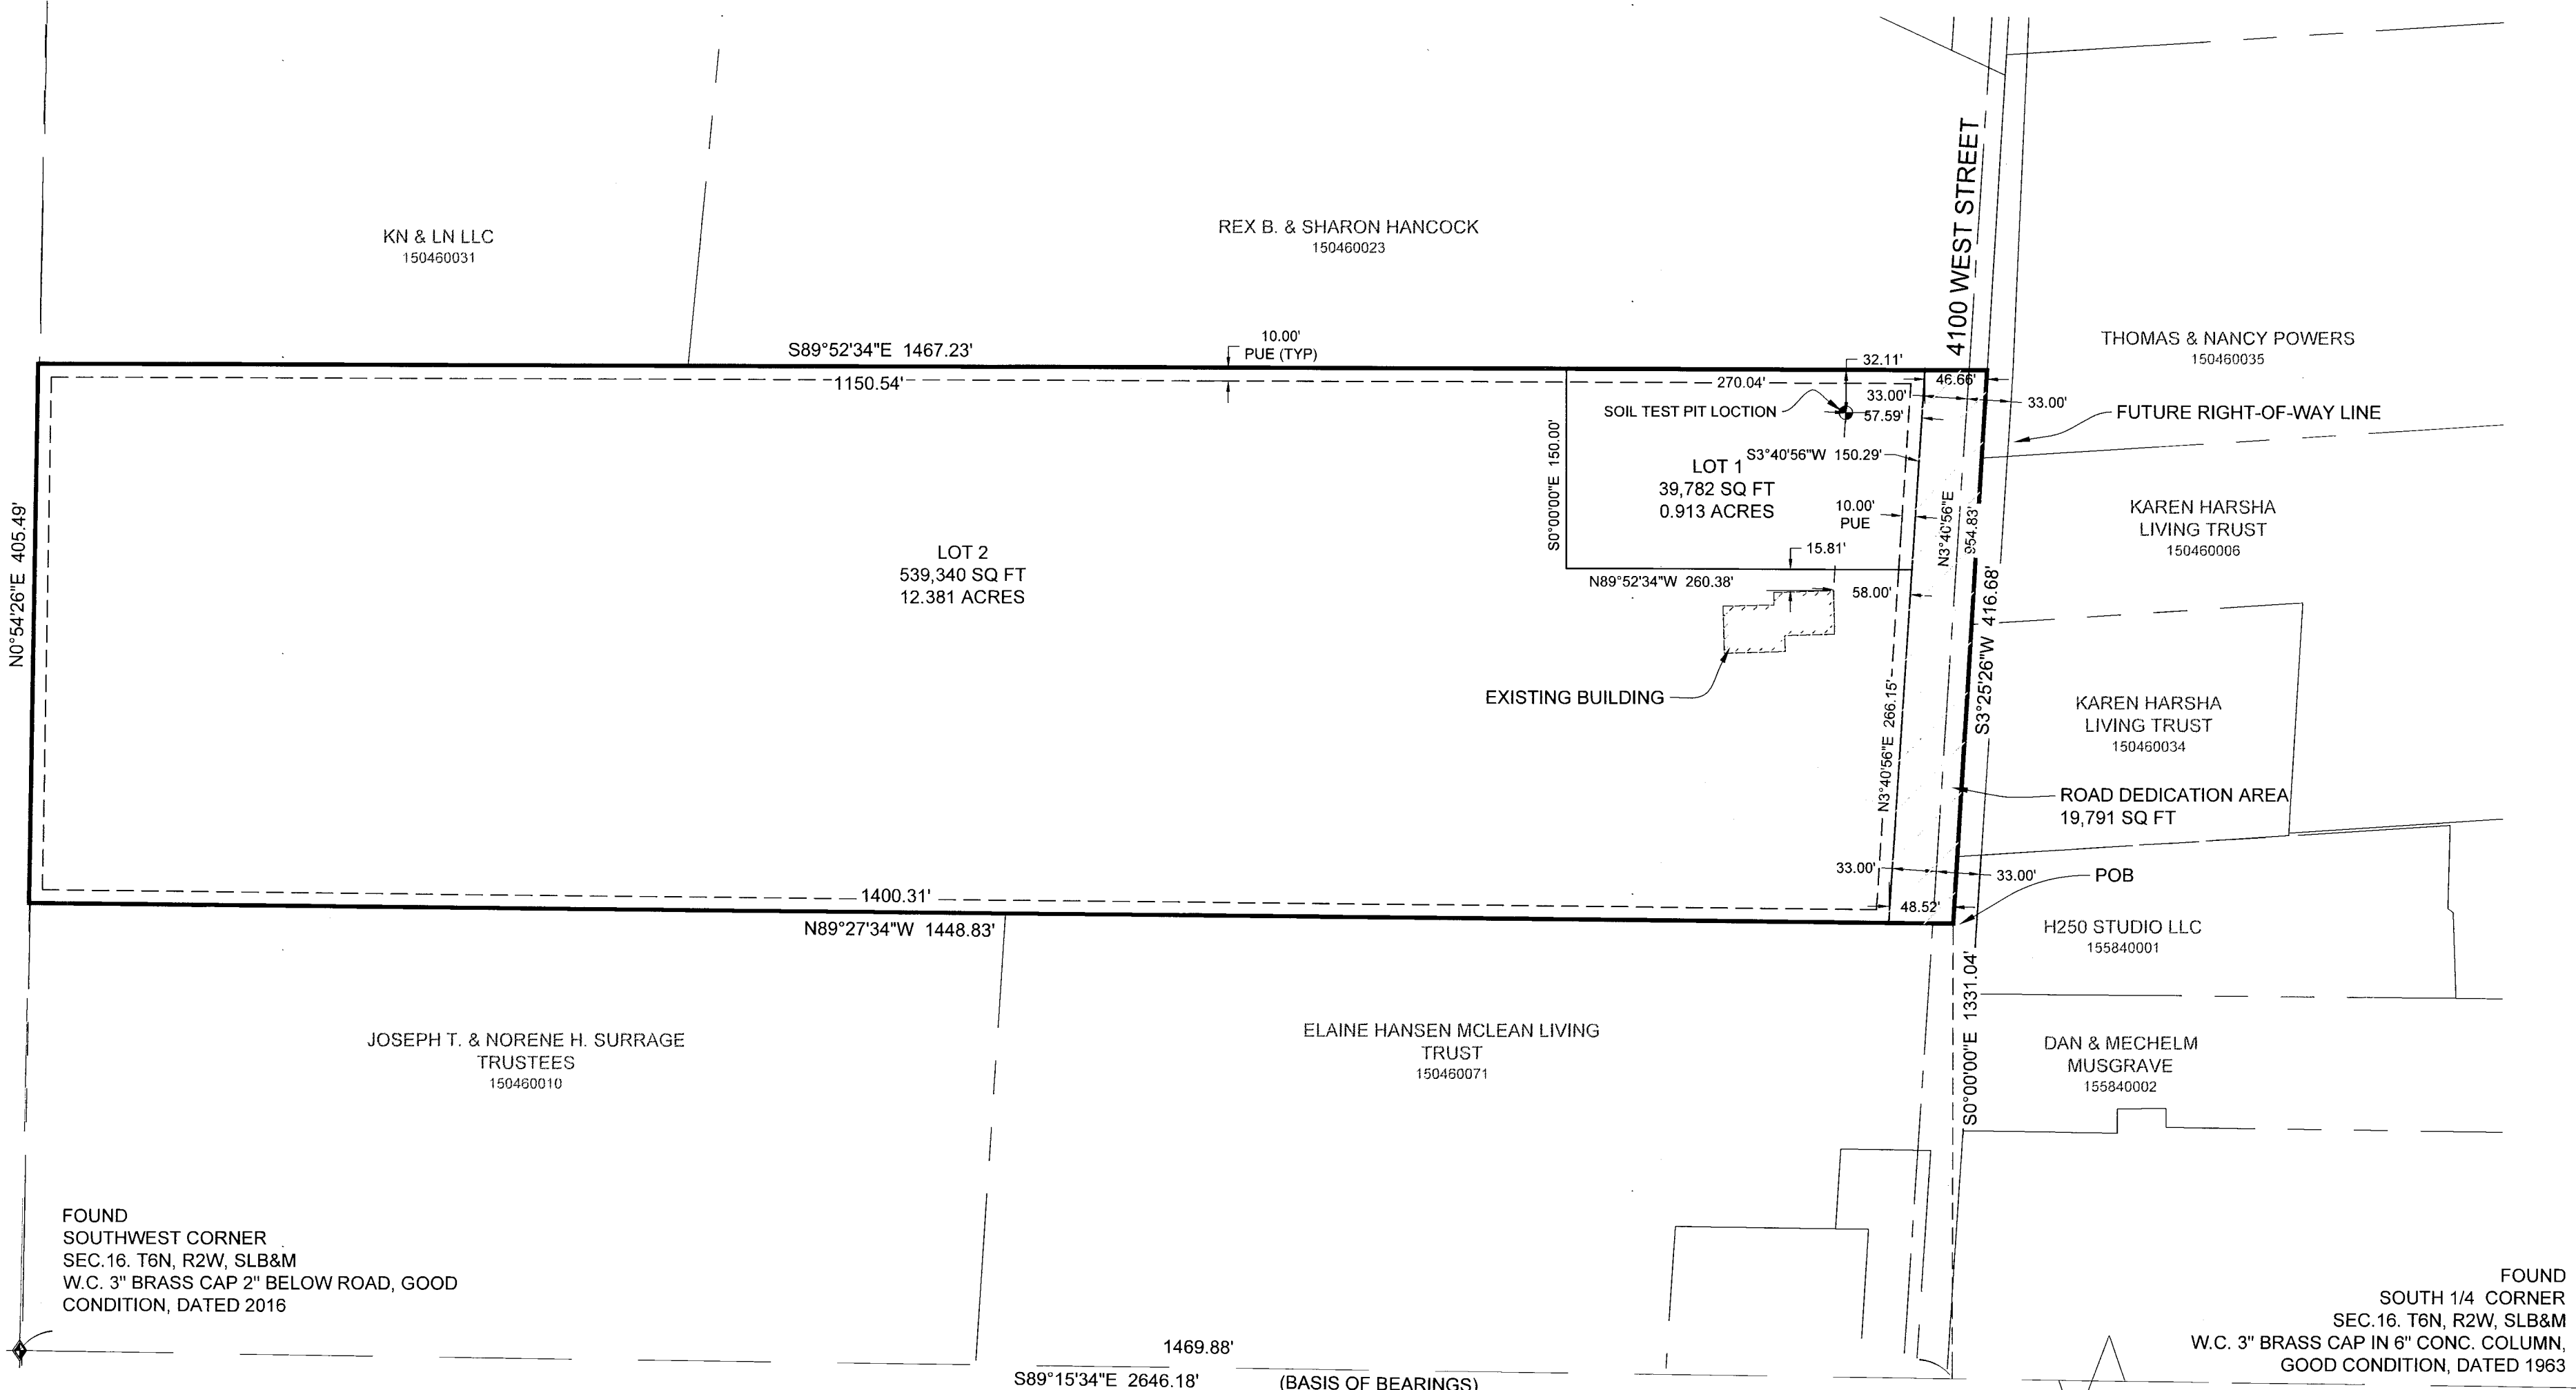 4100 WEST STREET
KN & LN LLC
150460031
REX B. & SHARON HANCOCK
150460023
THOMAS & NANCY POWERS
150460035
S89°52'34"E 1467.23'
10.00'
PUE (TYP)
32.11'
1150.54'
270.04'
46.66'
33.00'
33.00'
SOIL TEST PIT LOCTION
57.59'
FUTURE RIGHT-OF-WAY LINE
S0°00'00"E 150.00'
S3°40'56"W 150.29'
LOT 1
39,782 SQ FT
0.913 ACRES
10.00'
PUE
N3°40'56"E
954.83'
KAREN HARSHA
LIVING TRUST
150460006
N0°54'26"E 405.49'
LOT 2
539,340 SQ FT
12.381 ACRES
15.81'
N89°52'34"W 260.38'
58.00'
S3°25'26"W 416.68'
EXISTING BUILDING
N3°40'56"E 266.15'
KAREN HARSHA
LIVING TRUST
150460034
ROAD DEDICATION AREA
19,791 SQ FT
33.00'
33.00'
POB
1400.31'
48.52'
N89°27'34"W 1448.83'
H250 STUDIO LLC
155840001
S0°00'00"E 1331.04'
JOSEPH T. & NORENE H. SURRAGE
TRUSTEES
150460010
ELAINE HANSEN MCLEAN LIVING
TRUST
150460071
DAN & MECHELM
MUSGRAVE
155840002
FOUND
SOUTHWEST CORNER
SEC.16. T6N, R2W, SLB&M
W.C. 3" BRASS CAP 2" BELOW ROAD, GOOD
CONDITION, DATED 2016
FOUND
SOUTH 1/4 CORNER
SEC.16. T6N, R2W, SLB&M
W.C. 3" BRASS CAP IN 6" CONC. COLUMN,
GOOD CONDITION, DATED 1963
1469.88'
S89°15'34"E 2646.18' (BASIS OF BEARINGS)